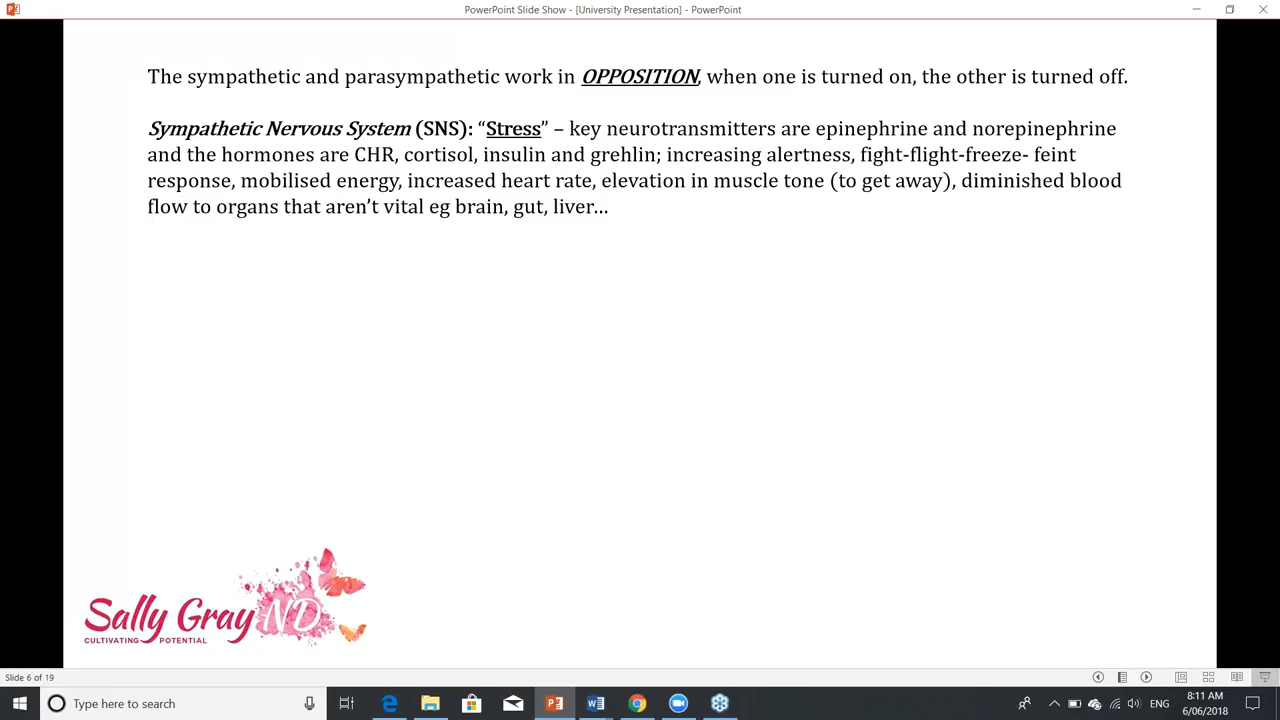 PowerPoint Slide Show - [University Presentation] - PowerPoint
The sympathetic and parasympathetic work in OPPOSITION, when one is turned on, the other is turned off.
Sympathetic Nervous System (SNS): “Stress” – key neurotransmitters are epinephrine and norepinephrine
and the hormones are CHR, cortisol, insulin and grehlin; increasing alertness, fight-flight-freeze- feint
response, mobilised energy, increased heart rate, elevation in muscle tone (to get away), diminished blood
flow to organs that aren’t vital eg brain, gut, liver…
Sally Gray ND
CULTIVATING POTENTIAL
Slide 6 of 19
Type here to search
ENG
8:11 AM
6/06/2018